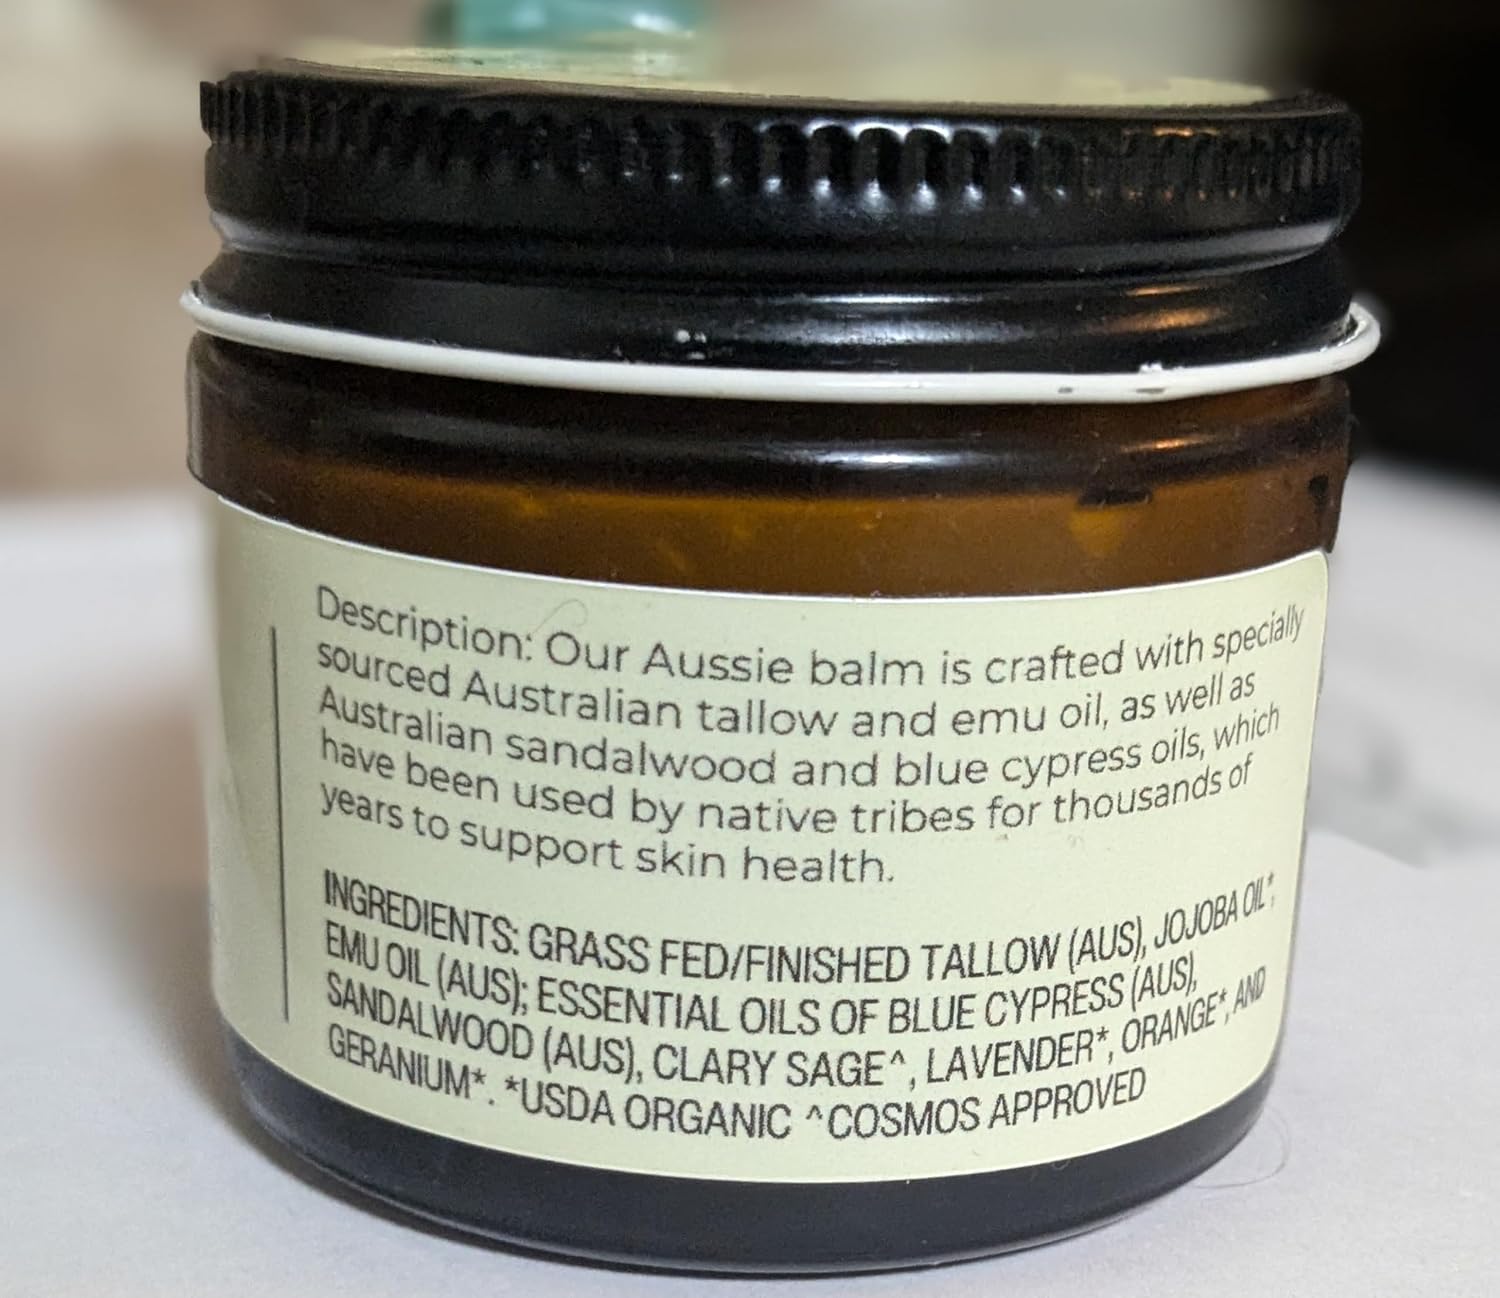 Description: Our Aussie balm is crafted with specially
sourced Australian tallow and emu oil, as well as
Australian sandalwood and blue cypress oils, which
have been used by native tribes for thousands of
years to support skin health.
INGREDIENTS: GRASS FED/FINISHED TALLOW (AUS), JOJOBA OIL*,
EMU OIL (AUS); ESSENTIAL OILS OF BLUE CYPRESS (AUS),
SANDALWOOD (AUS), CLARY SAGE^, LAVENDER*, ORANGE*, AND
GERANIUM*. *USDA ORGANIC ^COSMOS APPROVED